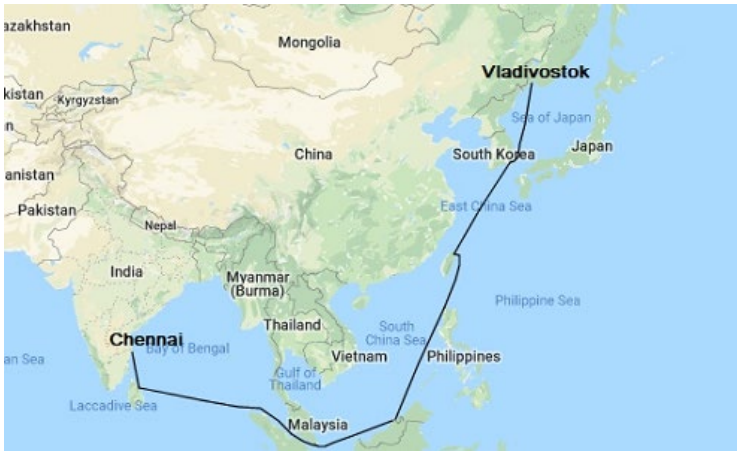 azakhstan
Mongolia
Vladivostok
kistan
Kyrgyzstan
Sea of Japan
n
China
South Korea
Japan
anistan
Pakistan
East China Sea
Nepal
India
Myanmar
(Burma)
Philippine Sea
Thailand
South
China Sea
Chennai
Bay of Bengal
an Sea
Vietnam
Philippines
Gulf of
Thailand
Laccadive Sea
Malaysia